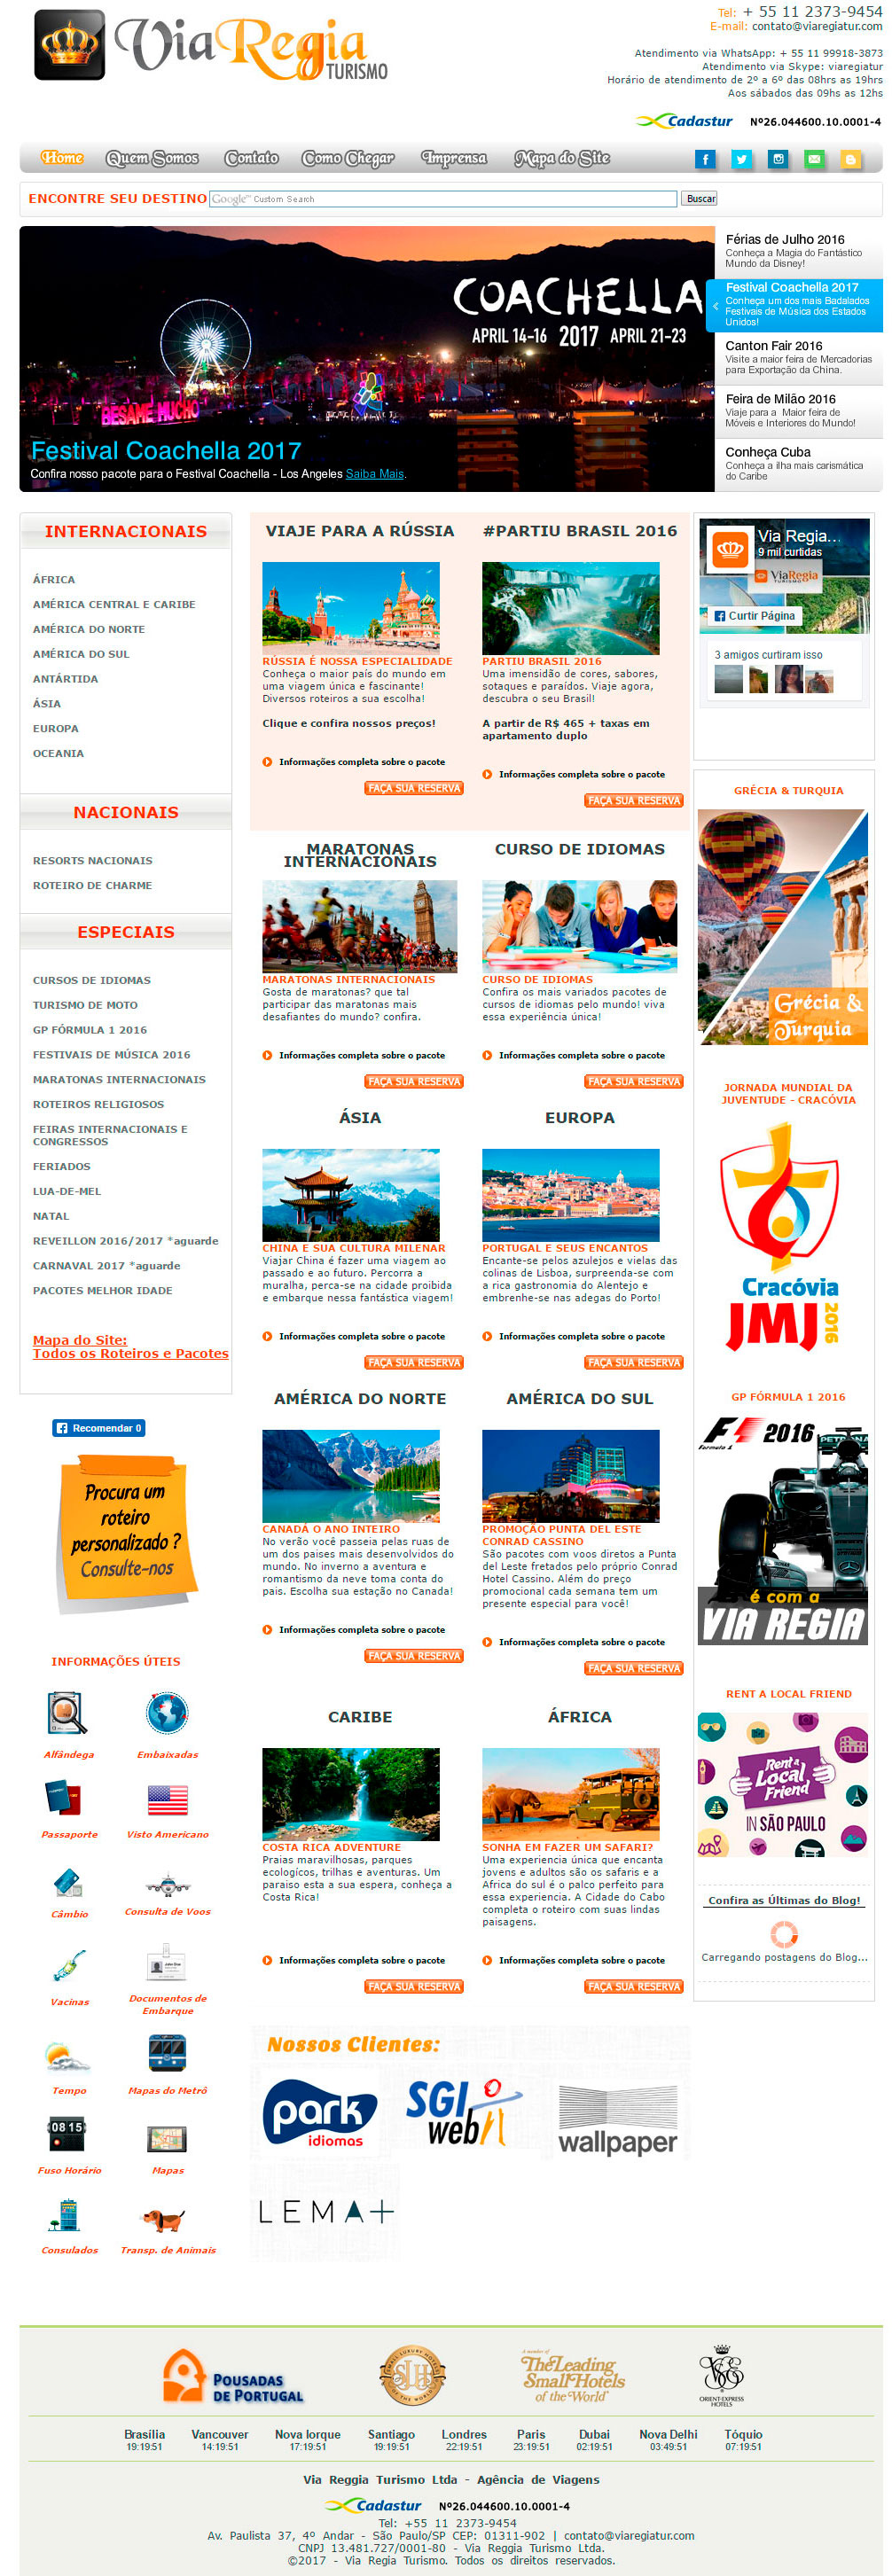 Via Regia
TURISMO
Tel: + 55 11 2373-9454
E-mail: contato@viaregiatur.com
Atendimento via WhatsApp: + 55 11 99918-3873
Atendimento via Skype: viaregiatur
Horário de atendimento de 2º a 6º das 08hrs as 19hrs
Aos sábados das 09hs as 12hs
Cadastur Nº26.044600.10.0001-4
Home Quem Somos Contato Como Chegar Imprensa Mapa do Site
ENCONTRE SEU DESTINO Google™ Custom Search Buscar
COACHELLA
APRIL 14-16 2017 APRIL 21-23
BESAME MUCHO
Festival Coachella 2017
Confira nosso pacote para o Festival Coachella - Los Angeles Saiba Mais.
Férias de Julho 2016
Conheça a Magia do Fantástico
Mundo da Disney!
Festival Coachella 2017
Conheça um dos mais Badalados
Festivais de Música dos Estados
Unidos!
Canton Fair 2016
Visite a maior feira de Mercadorias
para Exportação da China.
Feira de Milão 2016
Viaje para a Maior feira de
Móveis e Interiores do Mundo!
Conheça Cuba
Conheça a ilha mais carismática
do Caribe
INTERNACIONAIS
ÁFRICA
AMÉRICA CENTRAL E CARIBE
AMÉRICA DO NORTE
AMÉRICA DO SUL
ANTÁRTIDA
ÁSIA
EUROPA
OCEANIA
NACIONAIS
RESORTS NACIONAIS
ROTEIRO DE CHARME
ESPECIAIS
CURSOS DE IDIOMAS
TURISMO DE MOTO
GP FÓRMULA 1 2016
FESTIVAIS DE MÚSICA 2016
MARATONAS INTERNACIONAIS
ROTEIROS RELIGIOSOS
FEIRAS INTERNACIONAIS E
CONGRESSOS
FERIADOS
LUA-DE-MEL
NATAL
REVEILLON 2016/2017 *aguarde
CARNAVAL 2017 *aguarde
PACOTES MELHOR IDADE
Mapa do Site:
Todos os Roteiros e Pacotes
Recomendar 0
Procura um
roteiro
personalizado ?
Consulte-nos
INFORMAÇÕES ÚTEIS
Alfândega Embaixadas
Passaporte Visto Americano
Câmbio Consulta de Voos
Vacinas Documentos de
Embarque
Tempo Mapas do Metrô
08 15
Fuso Horário Mapas
Consulados Transp. de Animais
VIAJE PARA A RÚSSIA
RÚSSIA É NOSSA ESPECIALIDADE
Conheça o maior país do mundo em
uma viagem única e fascinante!
Diversos roteiros a sua escolha!
Clique e confira nossos preços!
Informações completa sobre o pacote
FAÇA SUA RESERVA
#PARTIU BRASIL 2016
PARTIU BRASIL 2016
Uma imensidão de cores, sabores,
sotaques e paraídos. Viaje agora,
descubra o seu Brasil!
A partir de R$ 465 + taxas em
apartamento duplo
Informações completa sobre o pacote
FAÇA SUA RESERVA
MARATONAS
INTERNACIONAIS
MARATONAS INTERNACIONAIS
Gosta de maratonas? que tal
participar das maratonas mais
desafiantes do mundo? confira.
Informações completa sobre o pacote
FAÇA SUA RESERVA
CURSO DE IDIOMAS
CURSO DE IDIOMAS
Confira os mais variados pacotes de
cursos de idiomas pelo mundo! viva
essa experiência única!
Informações completa sobre o pacote
FAÇA SUA RESERVA
ÁSIA
CHINA E SUA CULTURA MILENAR
Viajar China é fazer uma viagem ao
passado e ao futuro. Percorra a
muralha, perca-se na cidade proibida
e embarque nessa fantástica viagem!
Informações completa sobre o pacote
FAÇA SUA RESERVA
EUROPA
PORTUGAL E SEUS ENCANTOS
Encante-se pelos azulejos e vielas das
colinas de Lisboa, surpreenda-se com
a rica gastronomia do Alentejo e
embrenhe-se nas adegas do Porto!
Informações completa sobre o pacote
FAÇA SUA RESERVA
AMÉRICA DO NORTE
CANADÁ O ANO INTEIRO
No verão você passeia pelas ruas de
um dos paises mais desenvolvidos do
mundo. No inverno a aventura e
romantismo da neve toma conta do
pais. Escolha sua estação no Canada!
Informações completa sobre o pacote
FAÇA SUA RESERVA
AMÉRICA DO SUL
PROMOÇÃO PUNTA DEL ESTE
CONRAD CASSINO
São pacotes com voos diretos a Punta
del Leste fretados pelo próprio Conrad
Hotel Cassino. Além do preço
promocional cada semana tem um
presente especial para você!
Informações completa sobre o pacote
FAÇA SUA RESERVA
CARIBE
COSTA RICA ADVENTURE
Praias maravilhosas, parques
ecologícos, trilhas e aventuras. Um
paraiso esta a sua espera, conheça a
Costa Rica!
Informações completa sobre o pacote
FAÇA SUA RESERVA
ÁFRICA
SONHA EM FAZER UM SAFARI?
Uma experiencia única que encanta
jovens e adultos são os safaris e a
Africa do sul é o palco perfeito para
essa experiencia. A Cidade do Cabo
completa o roteiro com suas lindas
paisagens.
Informações completa sobre o pacote
FAÇA SUA RESERVA
Nossos Clientes:
park
idiomas
SGI
web
wallpaper
LEMA+
Via Regia...
9 mil curtidas
ViaRegia
Curtir Página
3 amigos curtiram isso
GRÉCIA & TURQUIA
Grécia &
Turquia
JORNADA MUNDIAL DA
JUVENTUDE - CRACÓVIA
Cracóvia
JMJ
2016
GP FÓRMULA 1 2016
F1 2016
Formula 1
PETRONAS
é com a
VIA REGIA
RENT A LOCAL FRIEND
Rent a
Local
Friend
IN SÃO PAULO
Confira as Últimas do Blog!
Carregando postagens do Blog...
POUSADAS
DE PORTUGAL
SLH
SMALL LUXURY HOTELS
OF THE WORLD
A member of
The Leading
Small Hotels
of the World
ORIENT-EXPRESS
HOTELS
Brasília Vancouver Nova Iorque Santiago Londres Paris Dubai Nova Delhi Tóquio
19:19:51 14:19:51 17:19:51 19:19:51 22:19:51 23:19:51 02:19:51 03:49:51 07:19:51
Via Reggia Turismo Ltda - Agência de Viagens
Cadastur Nº26.044600.10.0001-4
Tel: +55 11 2373-9454
Av. Paulista 37, 4º Andar - São Paulo/SP CEP: 01311-902 | contato@viaregiatur.com
CNPJ 13.481.727/0001-80 - Via Reggia Turismo Ltda.
©2017 - Via Regia Turismo. Todos os direitos reservados.